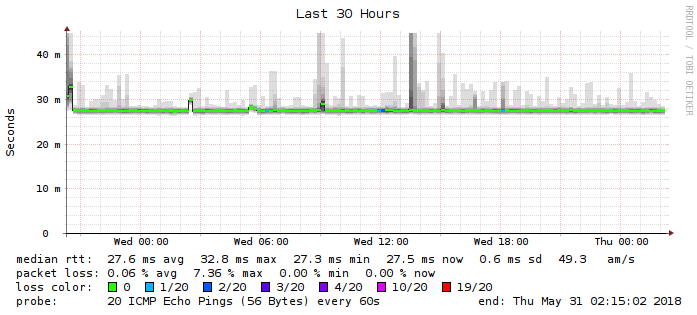 Last 30 Hours
RRDTOOL / TOBI OETIKER
Seconds
40 m
30 m
20 m
10 m
0
Wed 00:00 Wed 06:00 Wed 12:00 Wed 18:00 Thu 00:00
median rtt: 27.6 ms avg 32.8 ms max 27.3 ms min 27.5 ms now 0.6 ms sd 49.3 am/s
packet loss: 0.06 % avg 7.36 % max 0.00 % min 0.00 % now
loss color: 0 1/20 2/20 3/20 4/20 10/20 19/20
probe: 20 ICMP Echo Pings (56 Bytes) every 60s end: Thu May 31 02:15:02 2018